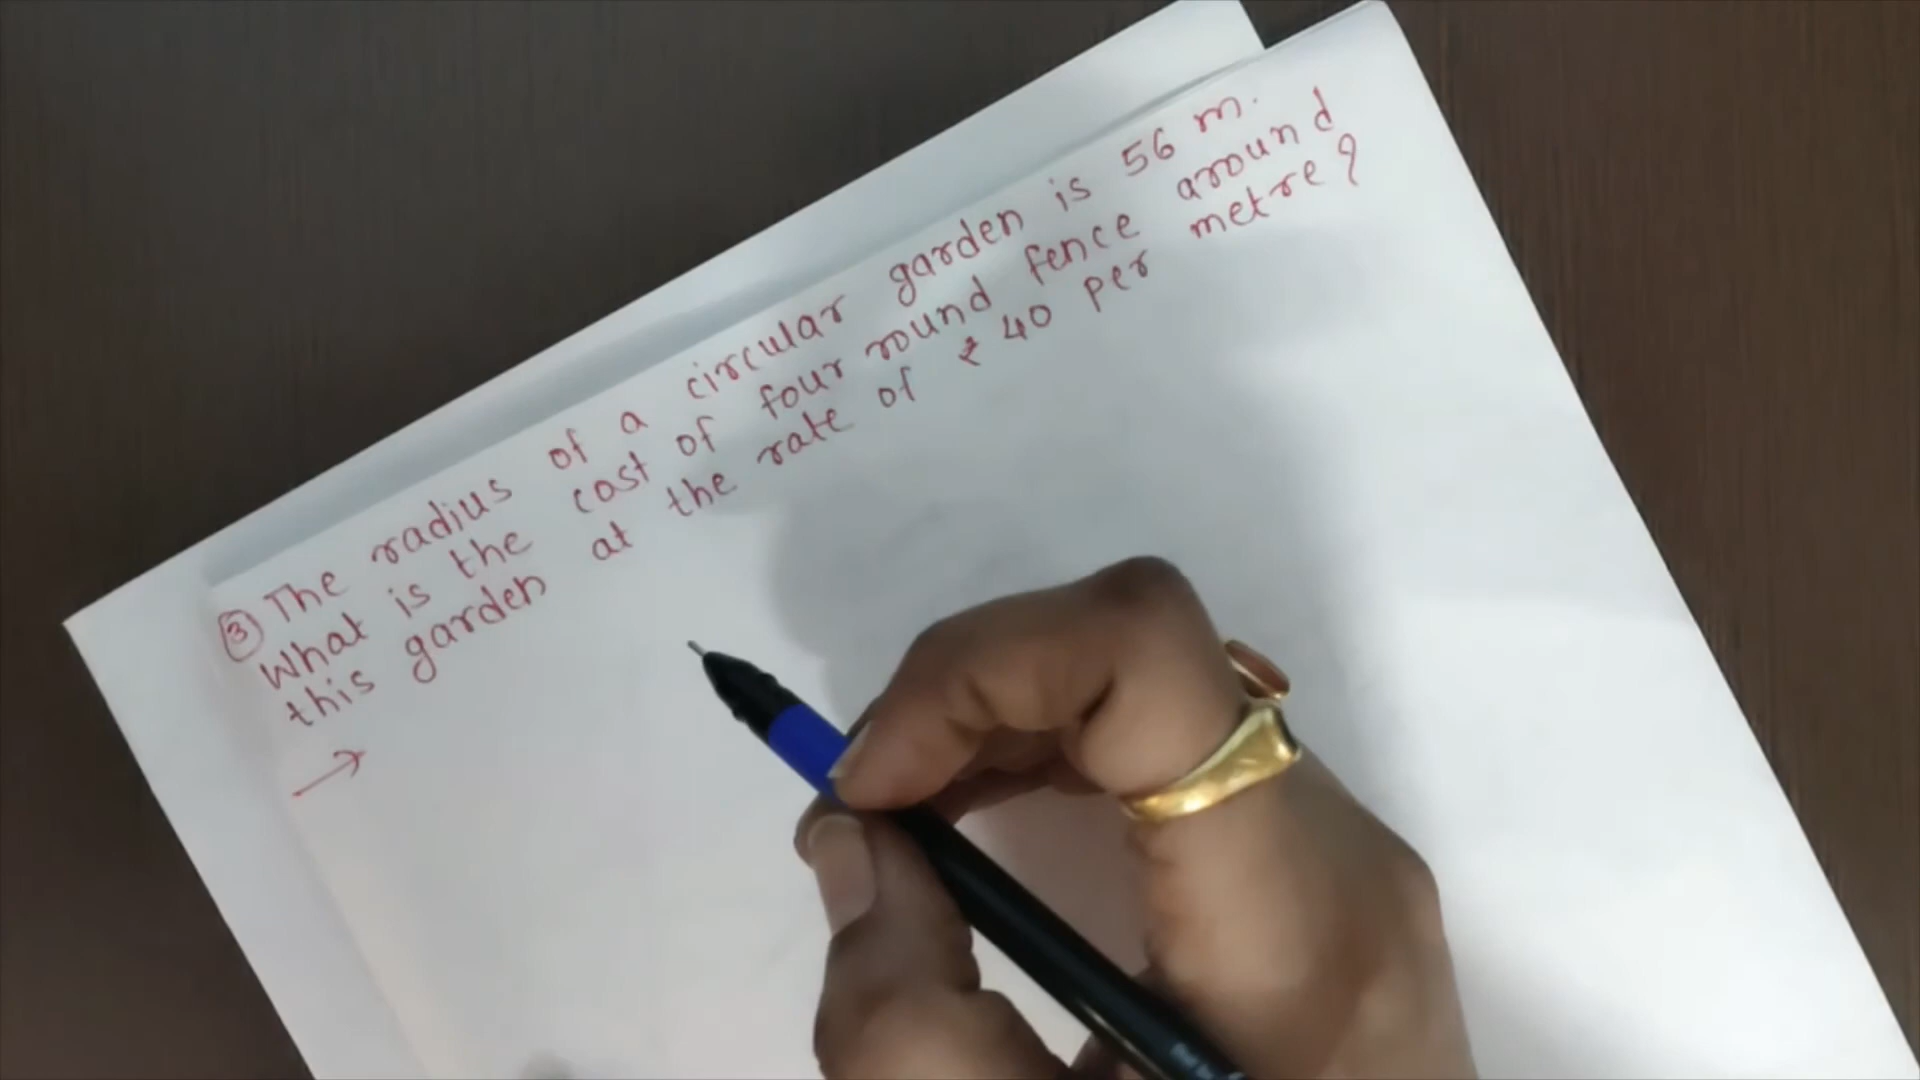 ③ The radius of a circular garden is 56 m.
What is the cost of four round fence around
this garden at the rate of ₹ 40 per metre?
→